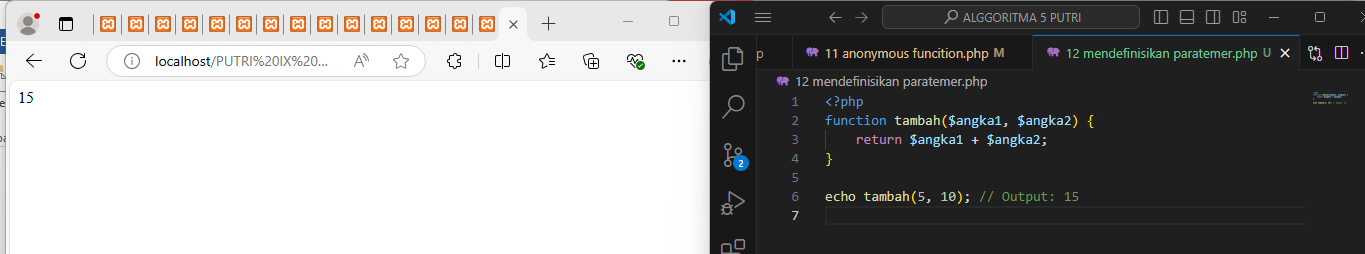 localhost/PUTRI%20IX%20...
15
ALGGORITMA 5 PUTRI
p
11 anonymous funcition.php M
12 mendefinisikan paratemer.php U
12 mendefinisikan paratemer.php
1 <?php
2 function tambah($angka1, $angka2) {
3 return $angka1 + $angka2;
4 }
5
6 echo tambah(5, 10); // Output: 15
7
2